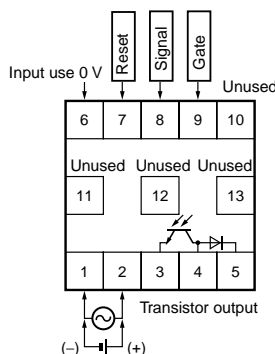 Reset
Signal
Gate
Input use 0 V
Unused
6 7 8 9 10
Unused Unused
11 12 13
1 2 3 4 5
Transistor output
(−) (+)